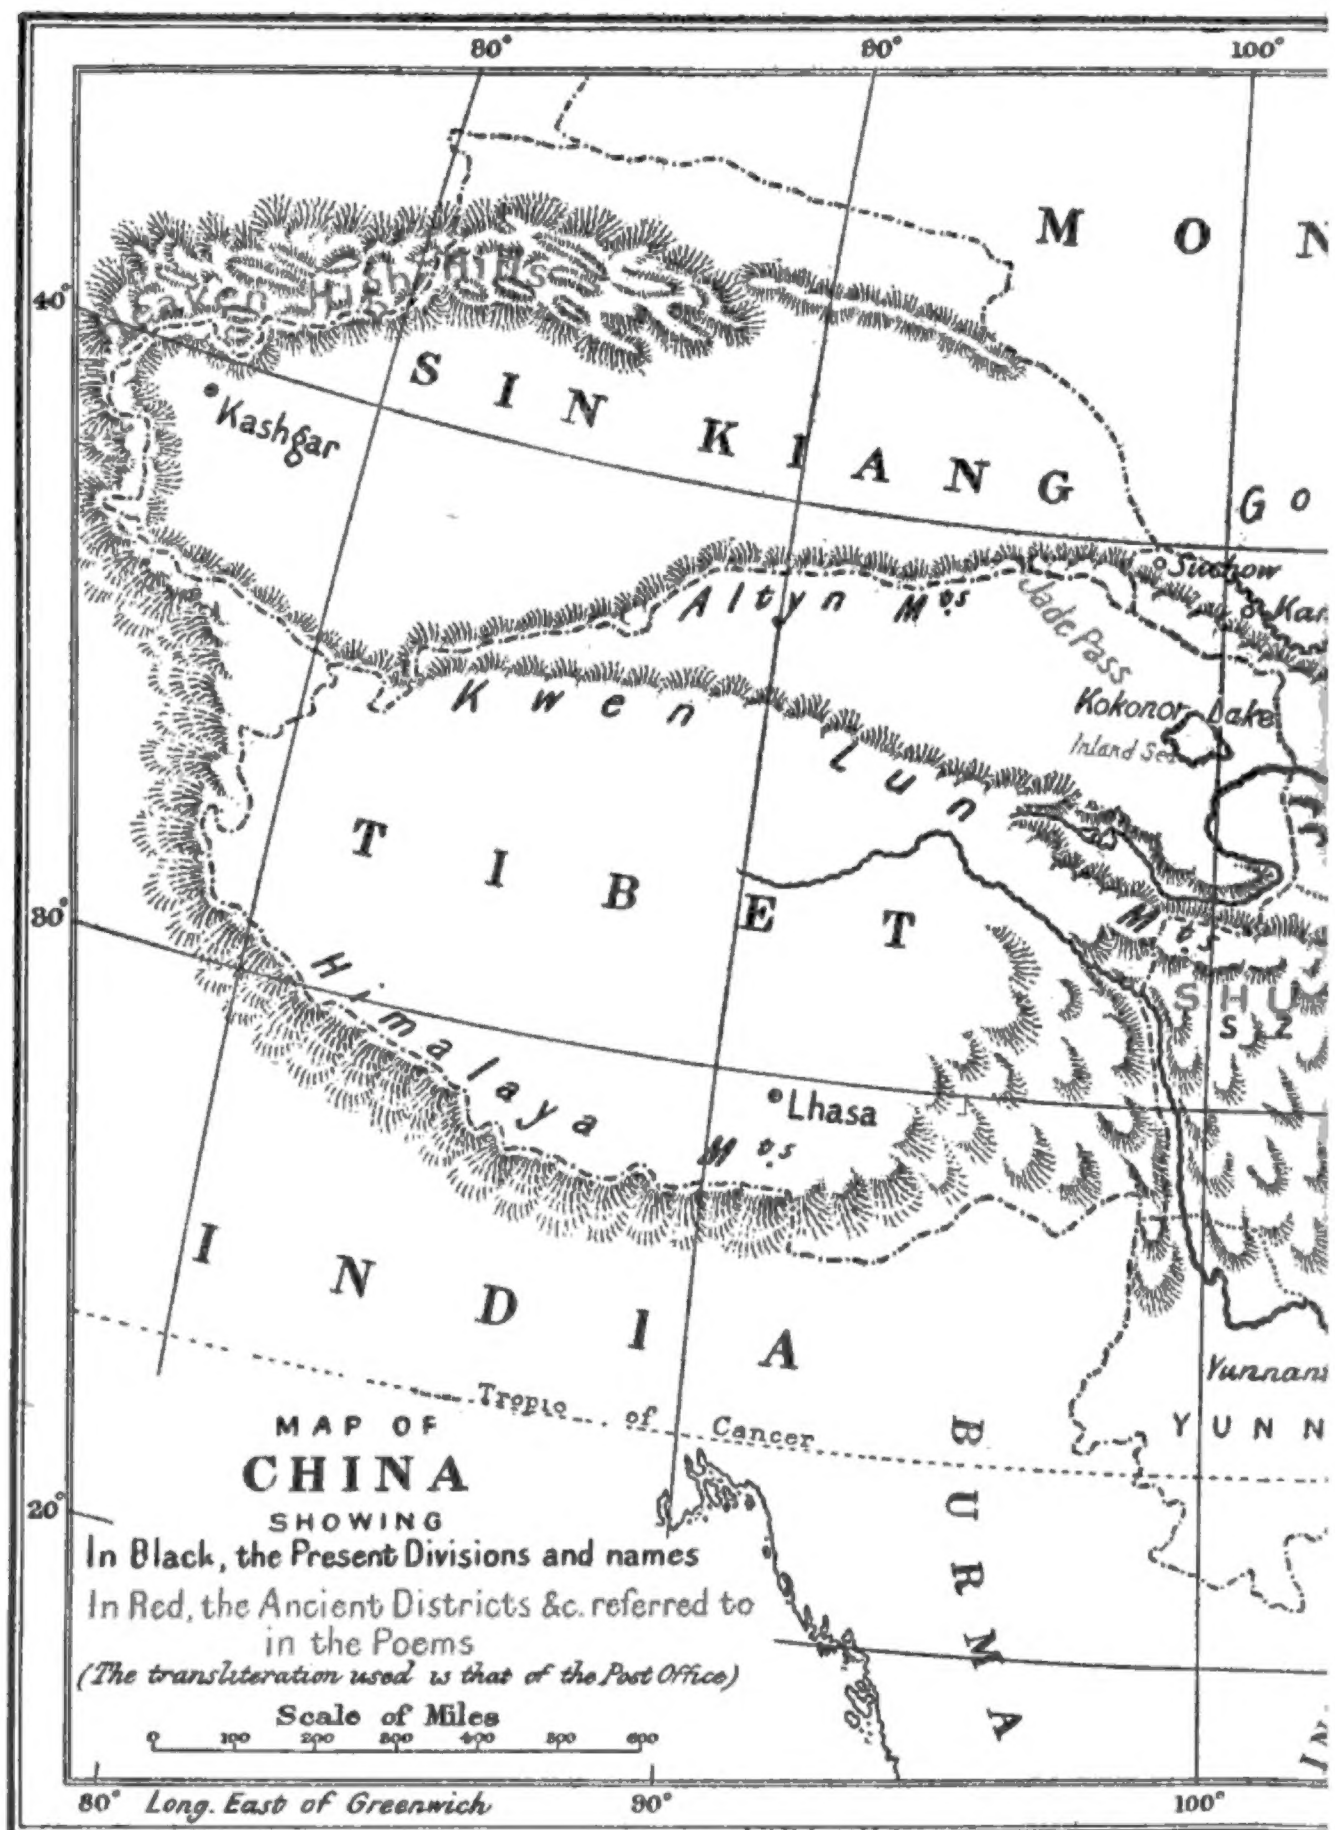 80° 90° 100°
M O N
40°
Heaven High Hills
S I N K I A N G
Kashgar
G O
Suchow
Altyn Mts
Jade Pass
Kan
Kwen Lun
Kokonor Lake
Inland Sea
T I B E T
30°
Mts
S H U
S Z
Himalaya Mts
Lhasa
I N D I A
Yunnan
Tropic of Cancer
Y U N N
B U R M A
MAP OF
CHINA
SHOWING
In Black, the Present Divisions and names
In Red, the Ancient Districts &c. referred to
in the Poems
(The transliteration used is that of the Post Office)
20°
Scale of Miles
0 100 200 300 400 500 600
IN
80° Long. East of Greenwich 90° 100°